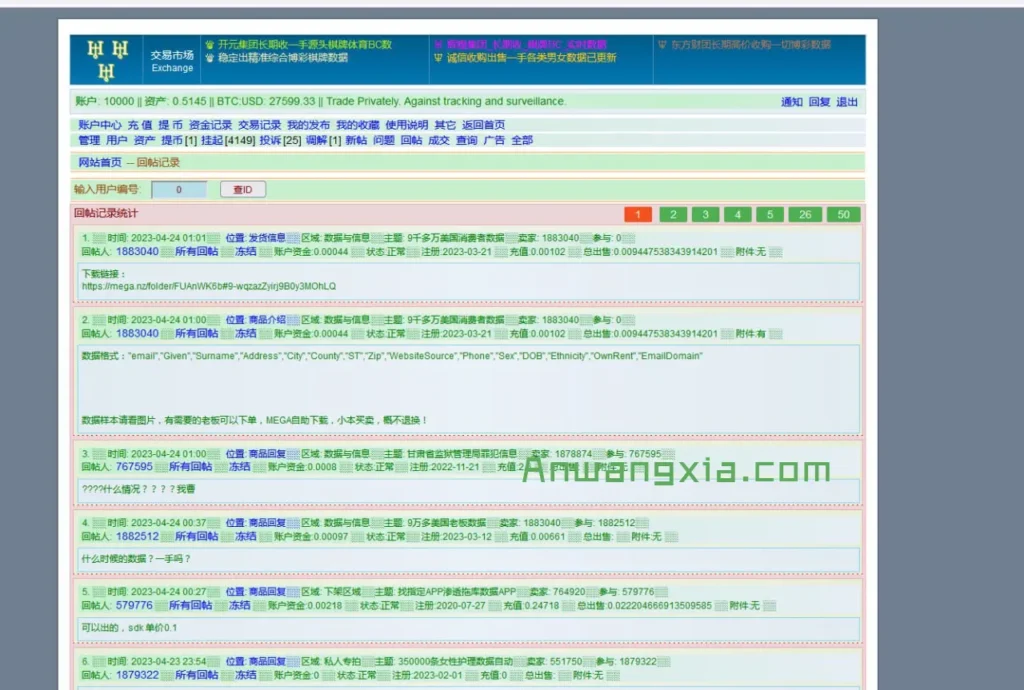 交易市场
Exchange
开元集团长期收一手源头棋牌体育BC数
稳定出精准综合博彩棋牌数据
诚信收购出售一手各类男女数据已更新
东方财团长期高价收购一切博彩数据
账户: 10000 || 资产: 0.5145 || BTC:USD: 27599.33 || Trade Privately. Against tracking and surveillance.
通知 回复 退出
账户中心 充值 提币 资金记录 交易记录 我的发布 我的收藏 使用说明 其它 返回首页
管理 用户 资产 提币[1] 挂起[4149] 投诉[25] 调解[1] 新帖 问题 回帖 成交 查询 广告 全部
网站首页 -- 回帖记录
输入用户编号: 0 查ID
回帖记录统计 1 2 3 4 5 26 50
1. 时间: 2023-04-24 01:01 位置: 发货信息 区域: 数据与信息 主题: 9千多万美国消费者数据 卖家: 1883040 参与: 0
回帖人: 1883040 所有回帖 冻结 账户资金:0.00044 状态:正常 注册:2023-03-21 充值:0.00102 总出售:0.009447538343914201 附件:无
下载链接：
https://mega.nz/folder/
2. 时间: 2023-04-24 01:00 位置: 商品介绍 区域: 数据与信息 主题: 9千多万美国消费者数据 卖家: 1883040 参与: 0
回帖人: 1883040 所有回帖 冻结 账户资金:0.00044 状态:正常 注册:2023-03-21 充值:0.00102 总出售:0.009447538343914201 附件:有
数据格式："email","Given","Surname","Address","City","County","ST","Zip","WebsiteSource","Phone","Sex","DOB","Ethnicity","OwnRent","EmailDomain"
数据样本请看图片，有需要的老板可以下单，MEGA自助下载，小本买卖，概不退换！
3. 时间: 2023-04-24 01:00 位置: 商品回复 区域: 数据与信息 主题: 甘肃省监狱管理局罪犯信息 卖家: 1878874 参与: 767595
回帖人: 767595 所有回帖 冻结 账户资金:0.0008 状态:正常 注册:2022-11-21 充值:2
Anwangxia.com
????什么情况？？？？我曹
4. 时间: 2023-04-24 00:37 位置: 商品回复 区域: 数据与信息 主题: 9万多美国老板数据 卖家: 1883040 参与: 1882512
回帖人: 1882512 所有回帖 冻结 账户资金:0.00097 状态:正常 注册:2023-03-12 充值:0.00661 总出售: 附件:无
什么时候的数据？一手吗？
5. 时间: 2023-04-24 00:27 位置: 商品回复 区域: 下架区域 主题: 找指定APP渗透拖库数据APP 卖家: 764920 参与: 579776
回帖人: 579776 所有回帖 冻结 账户资金:0.00218 状态:正常 注册:2020-07-27 充值:0.24718 总出售:0.022204666913509585 附件:无
可以出的，sdk 单价0.1
6. 时间: 2023-04-23 23:54 位置: 商品回复 区域: 私人专拍 主题: 350000条女性护理数据自动 卖家: 551750 参与: 1879322
回帖人: 1879322 所有回帖 冻结 账户资金:0 状态:正常 注册:2023-02-01 充值:0 总出售: 附件:无